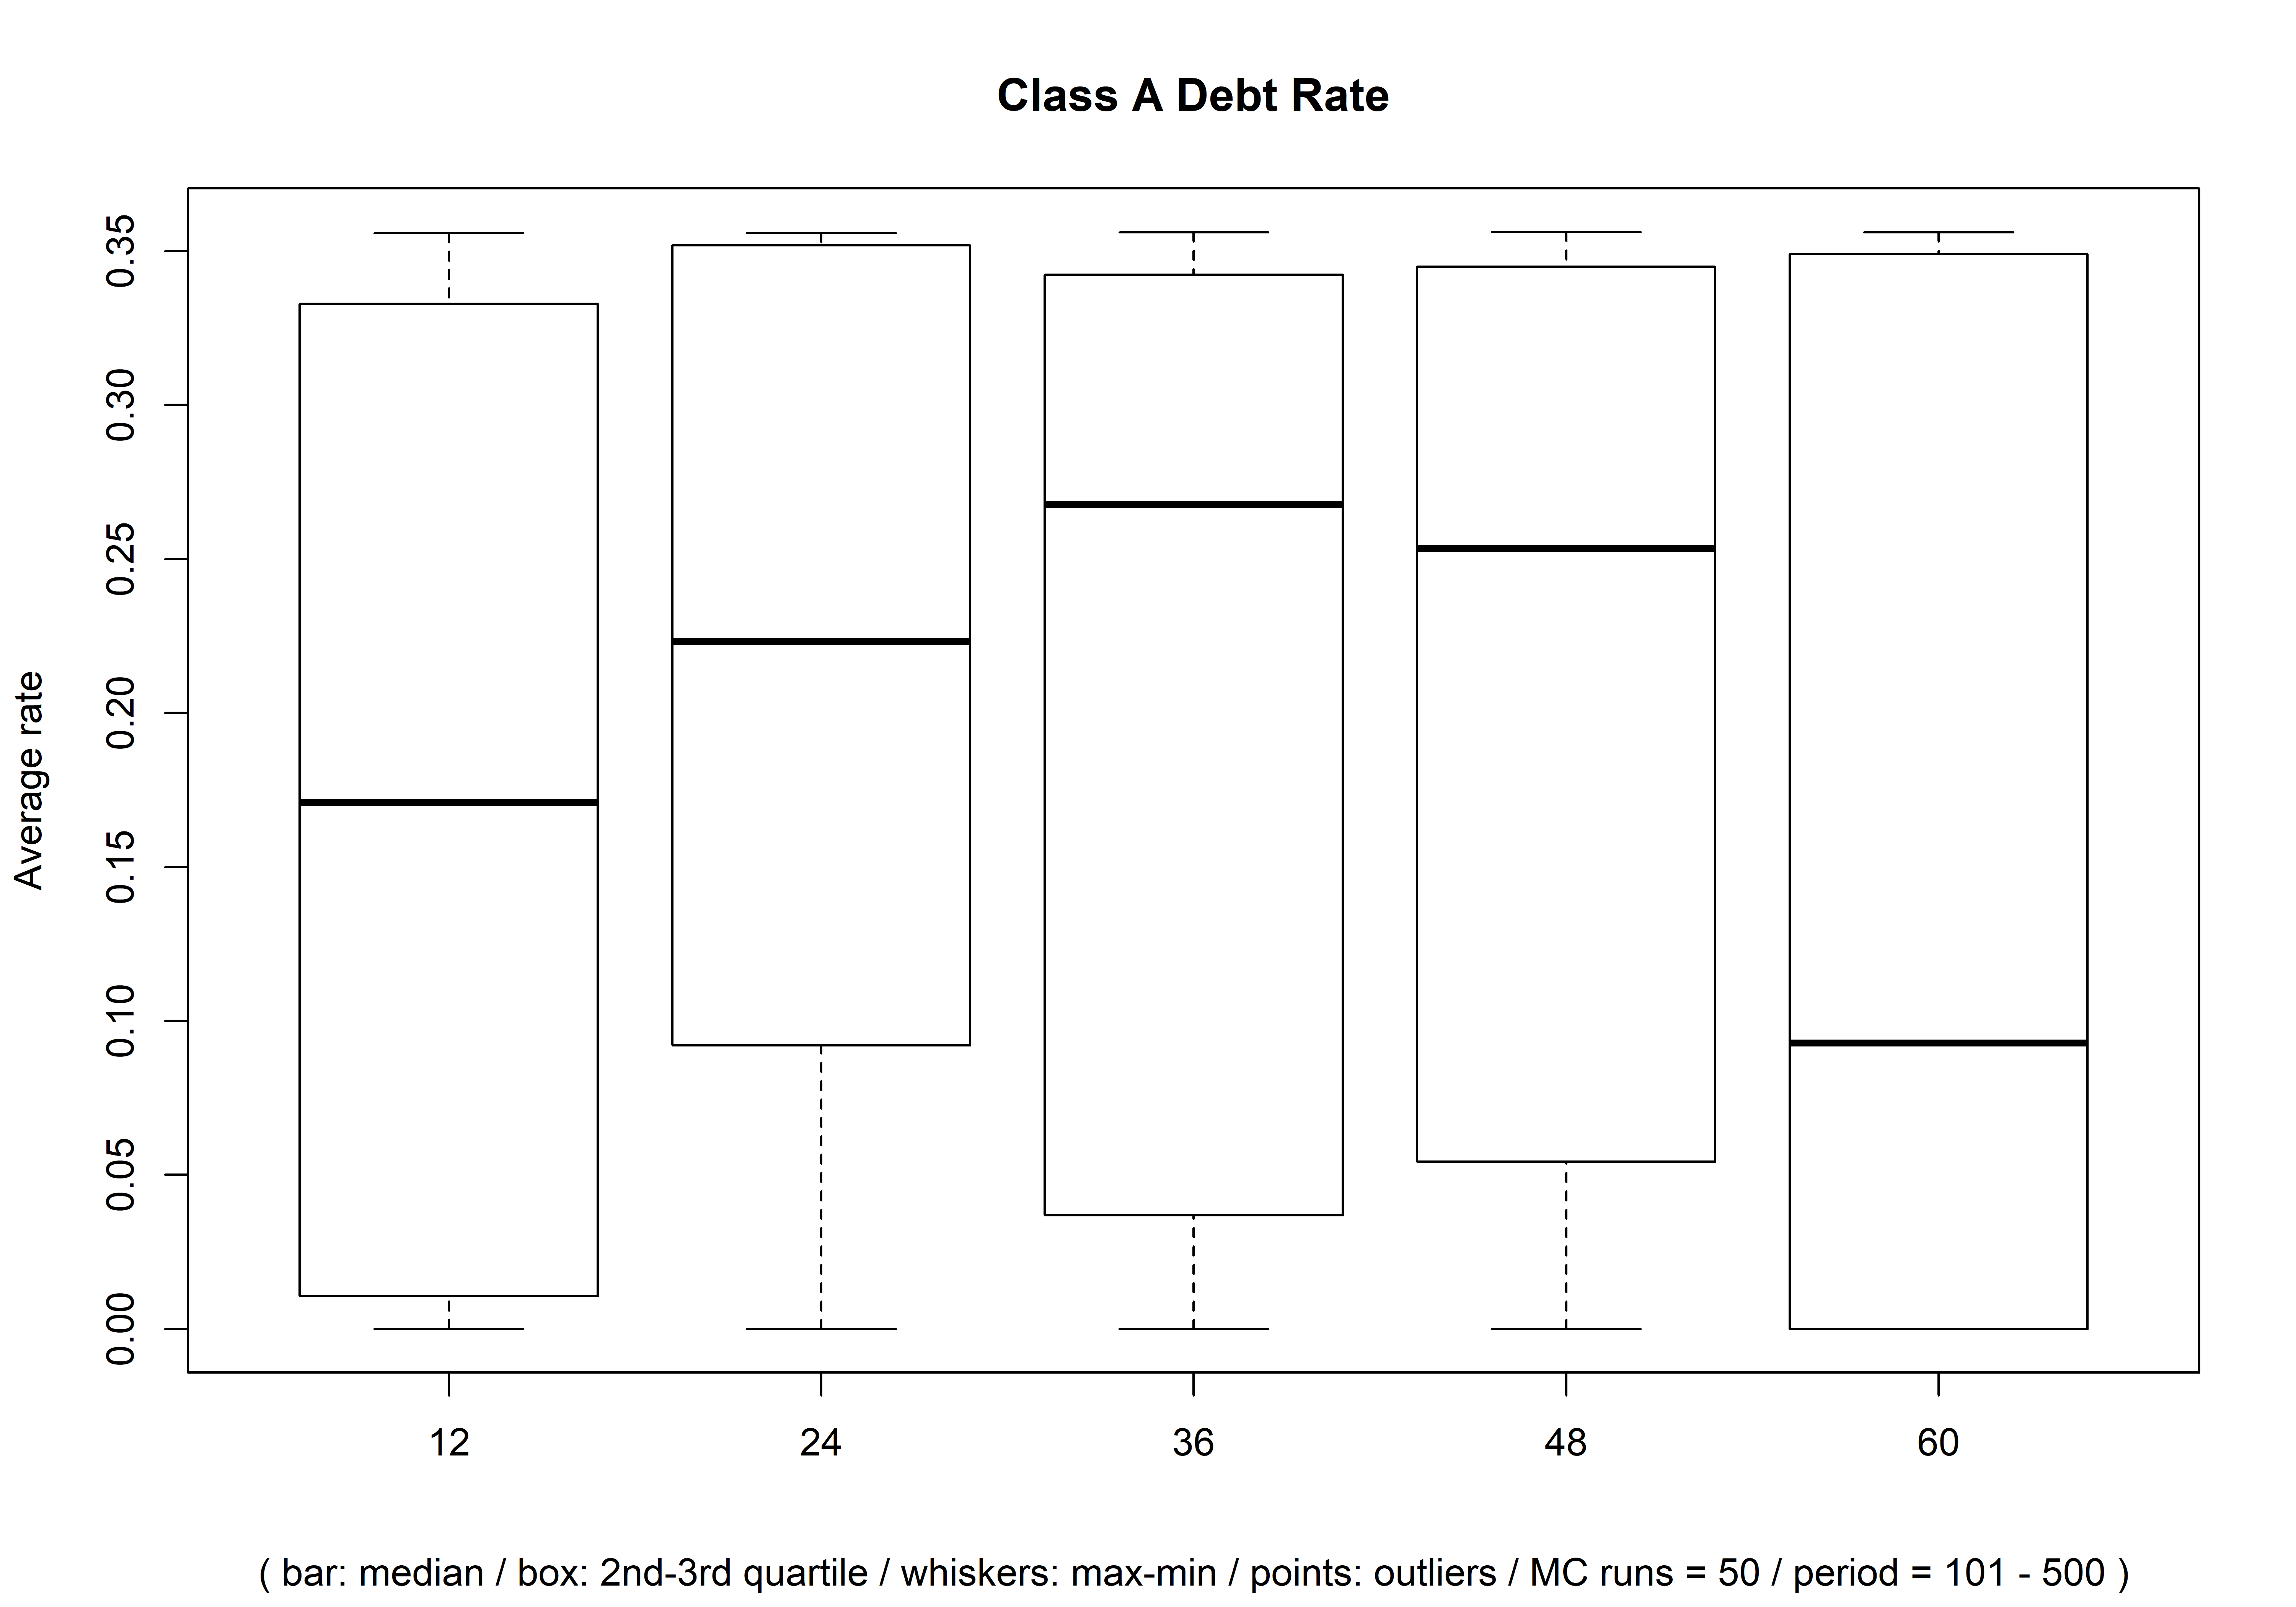 Class A Debt Rate
Average rate
0.35
0.30
0.25
0.20
0.15
0.10
0.05
0.00
12 24 36 48 60
( bar: median / box: 2nd-3rd quartile / whiskers: max-min / points: outliers / MC runs = 50 / period = 101 - 500 )